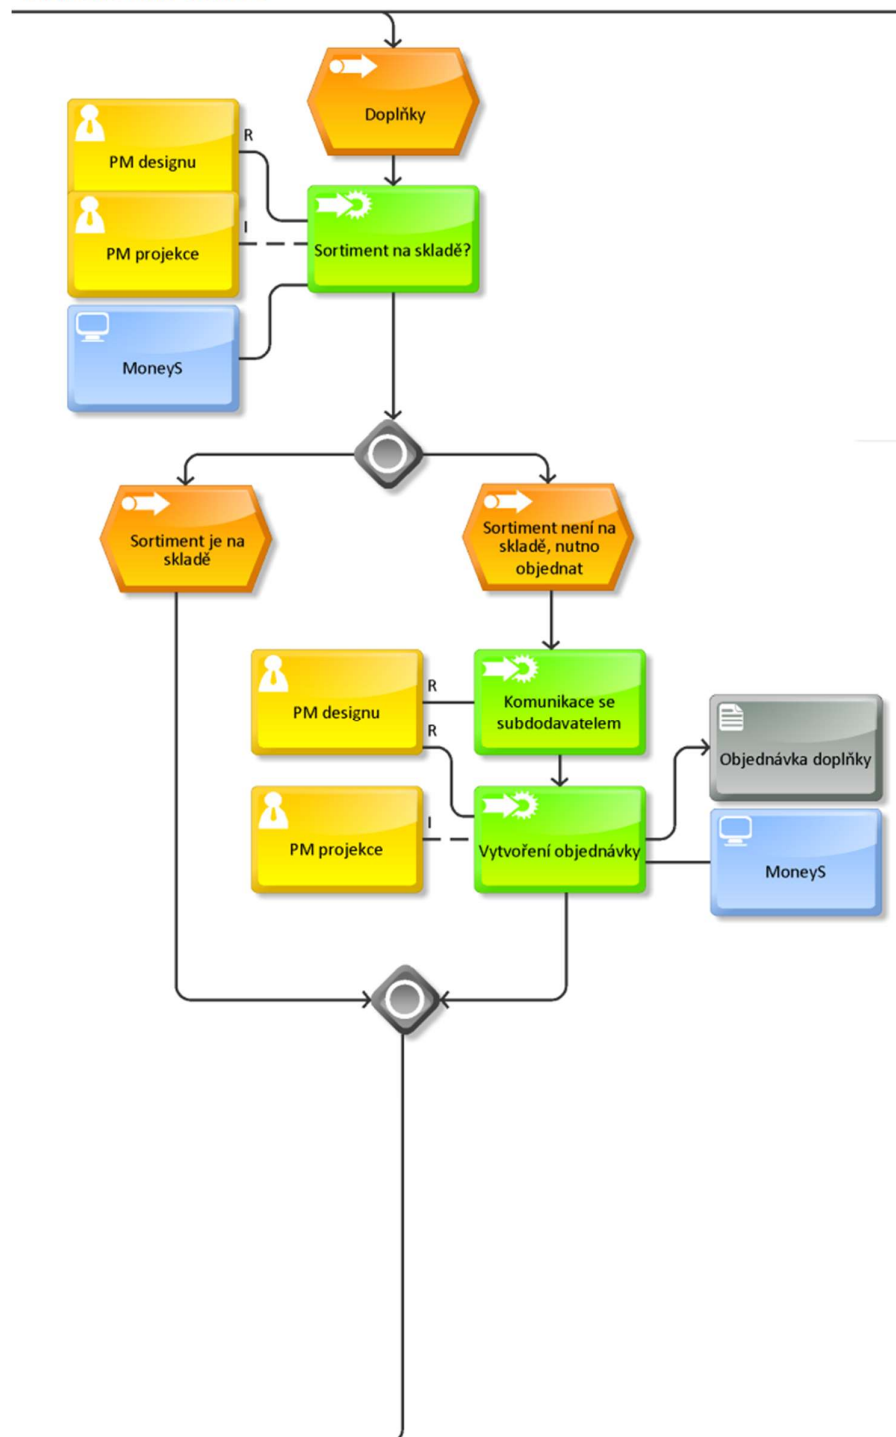 Doplňky
PM designu
R
PM projekce
I
Sortiment na skladě?
MoneyS
Sortiment je na
skladě
Sortiment není na
skladě, nutno
objednat
PM designu
R
R
Komunikace se
subdodavatelem
Objednávka doplňky
PM projekce
I
Vytvoření objednávky
MoneyS